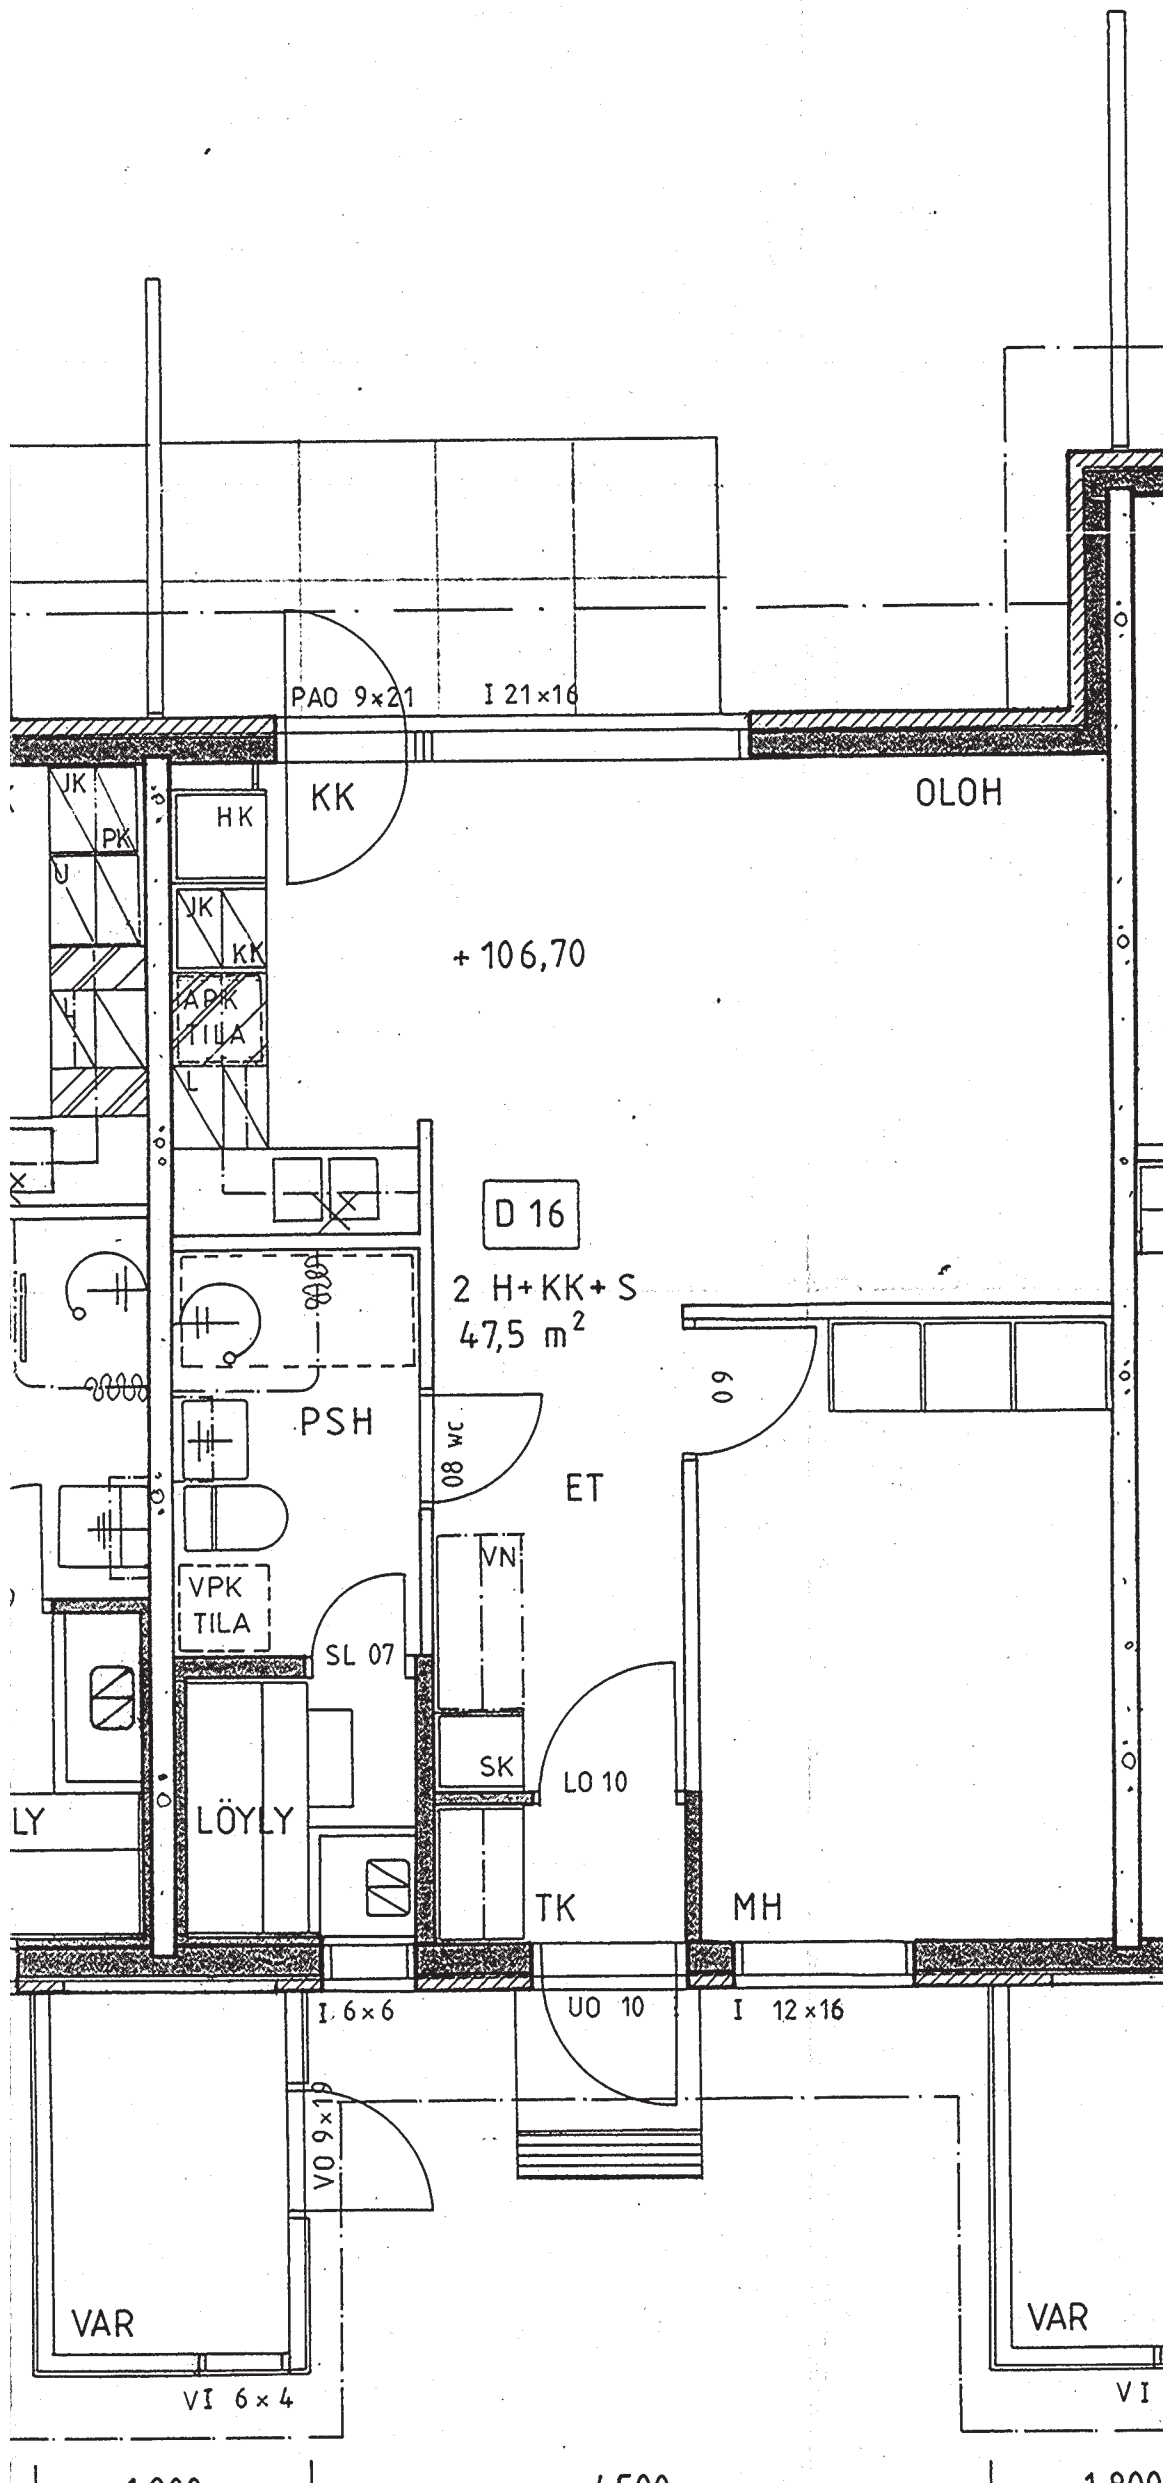 PAO 9×21
I 21×16
JK
PK
HK
KK
OLOH
U
JK
KK
+ 106,70
H
APK
TILA
L
D 16
2 H+KK+S
47,5 m²
09
PSH
08 WC
ET
VN
VPK
TILA
SL 07
SK
LO 10
LY
LÖYLY
TK
MH
I 6×6
UO 10
I 12×16
VO 9×19
VAR
VAR
VI 6×4
VI